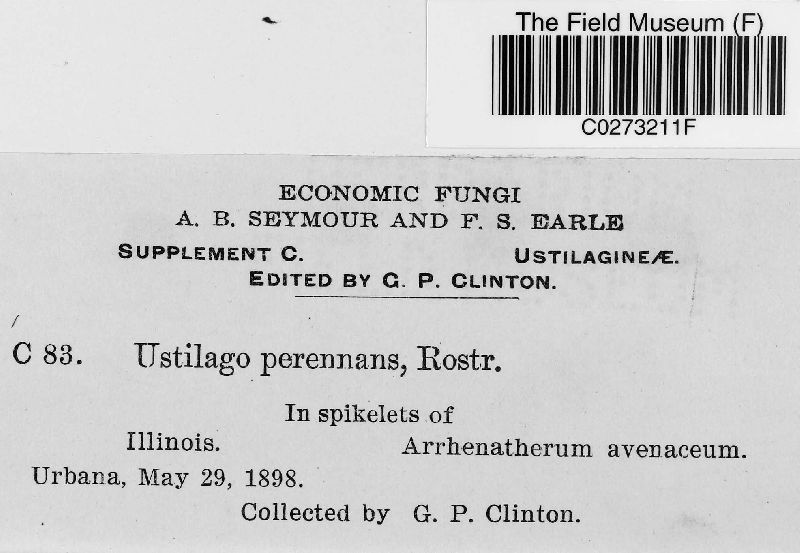 The Field Museum (F)
C0273211F
ECONOMIC FUNGI
A. B. SEYMOUR AND F. S. EARLE
SUPPLEMENT C. USTILAGINEÆ.
EDITED BY G. P. CLINTON.
C 83. Ustilago perennans, Rostr.
In spikelets of
Illinois. Arrhenatherum avenaceum.
Urbana, May 29, 1898.
Collected by G. P. Clinton.